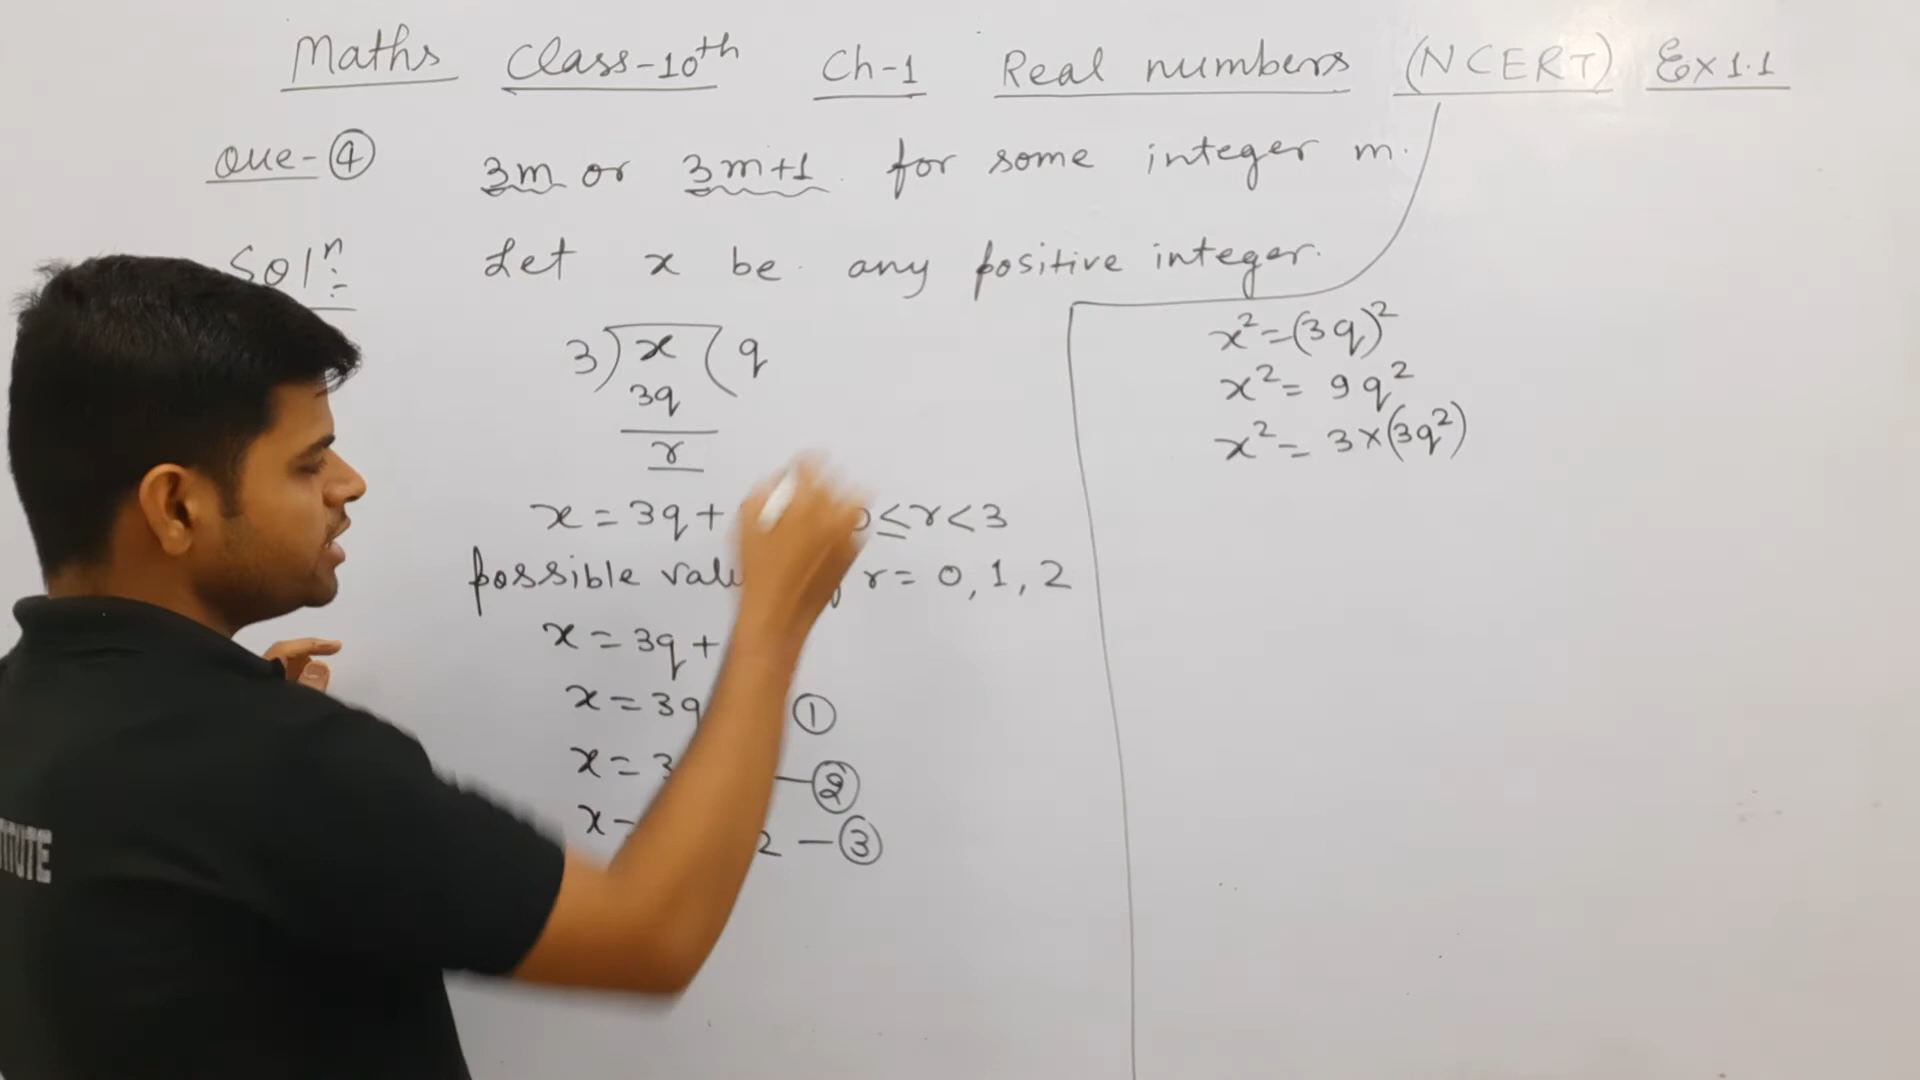 Maths Class-10th Ch-1 Real numbers (NCERT) Ex 1.1
Que-④ 3m or 3m+1 for some integer m.
Solⁿ:- Let x be any positive integer.
3) x ( q
3q
r
x = 3q + 0 ≤ r < 3
possible r = 0, 1, 2
x = 3q +
x = 3q ①
x = 3 — ②
x = 2 — ③
x² = (3q)²
x² = 9q²
x² = 3×(3q²)